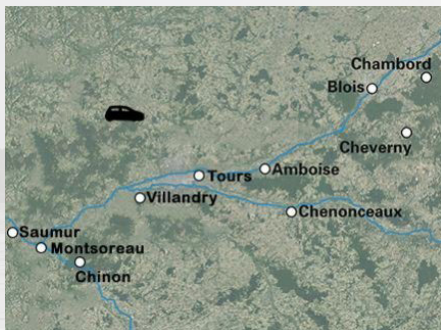 Chambord
Blois
Cheverny
Amboise
Tours
Villandry
Chenonceaux
Saumur
Montsoreau
Chinon